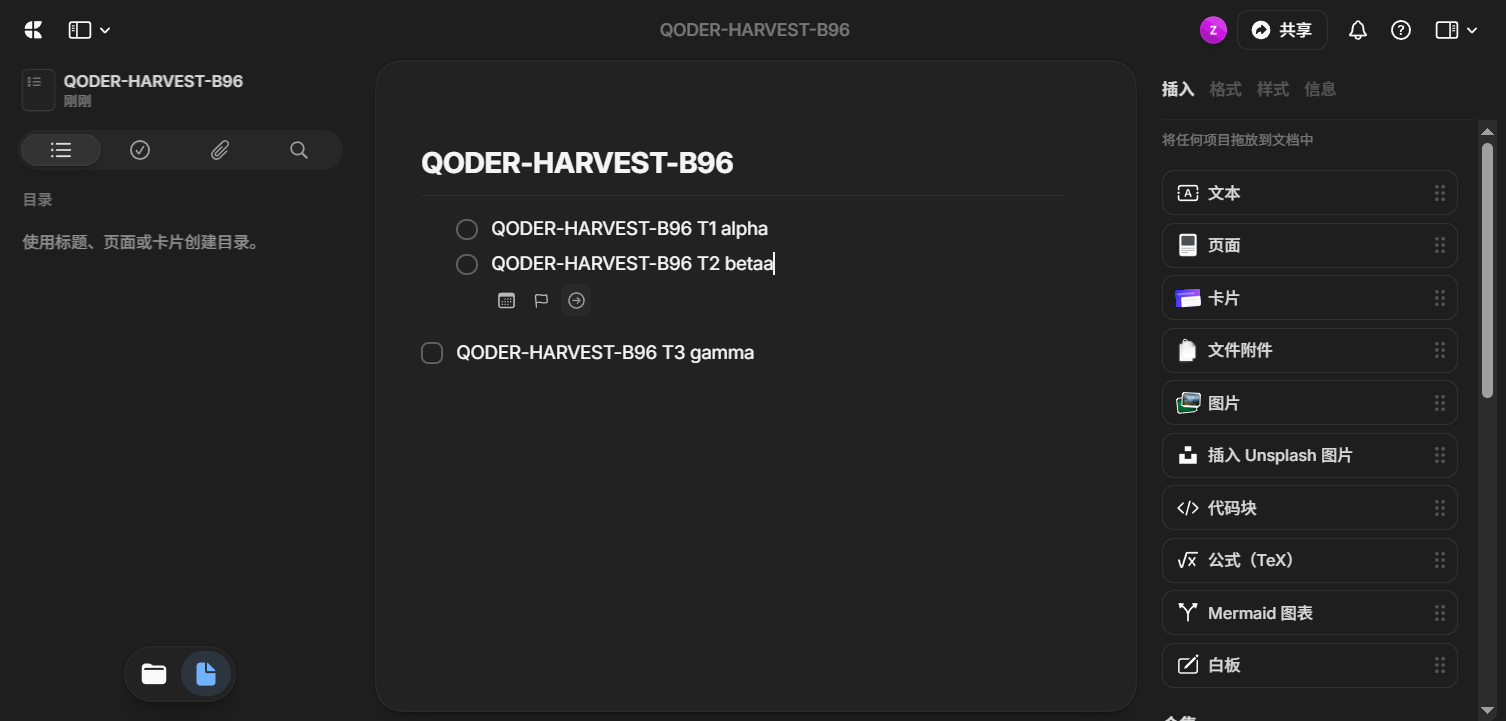 QODER-HARVEST-B96
Z
共享
QODER-HARVEST-B96
刚刚
目录
使用标题、页面或卡片创建目录。
QODER-HARVEST-B96
QODER-HARVEST-B96 T1 alpha
QODER-HARVEST-B96 T2 betaa
QODER-HARVEST-B96 T3 gamma
插入 格式 样式 信息
将任何项目拖放到文档中
文本
页面
卡片
文件附件
图片
插入 Unsplash 图片
代码块
公式（TeX）
Mermaid 图表
白板